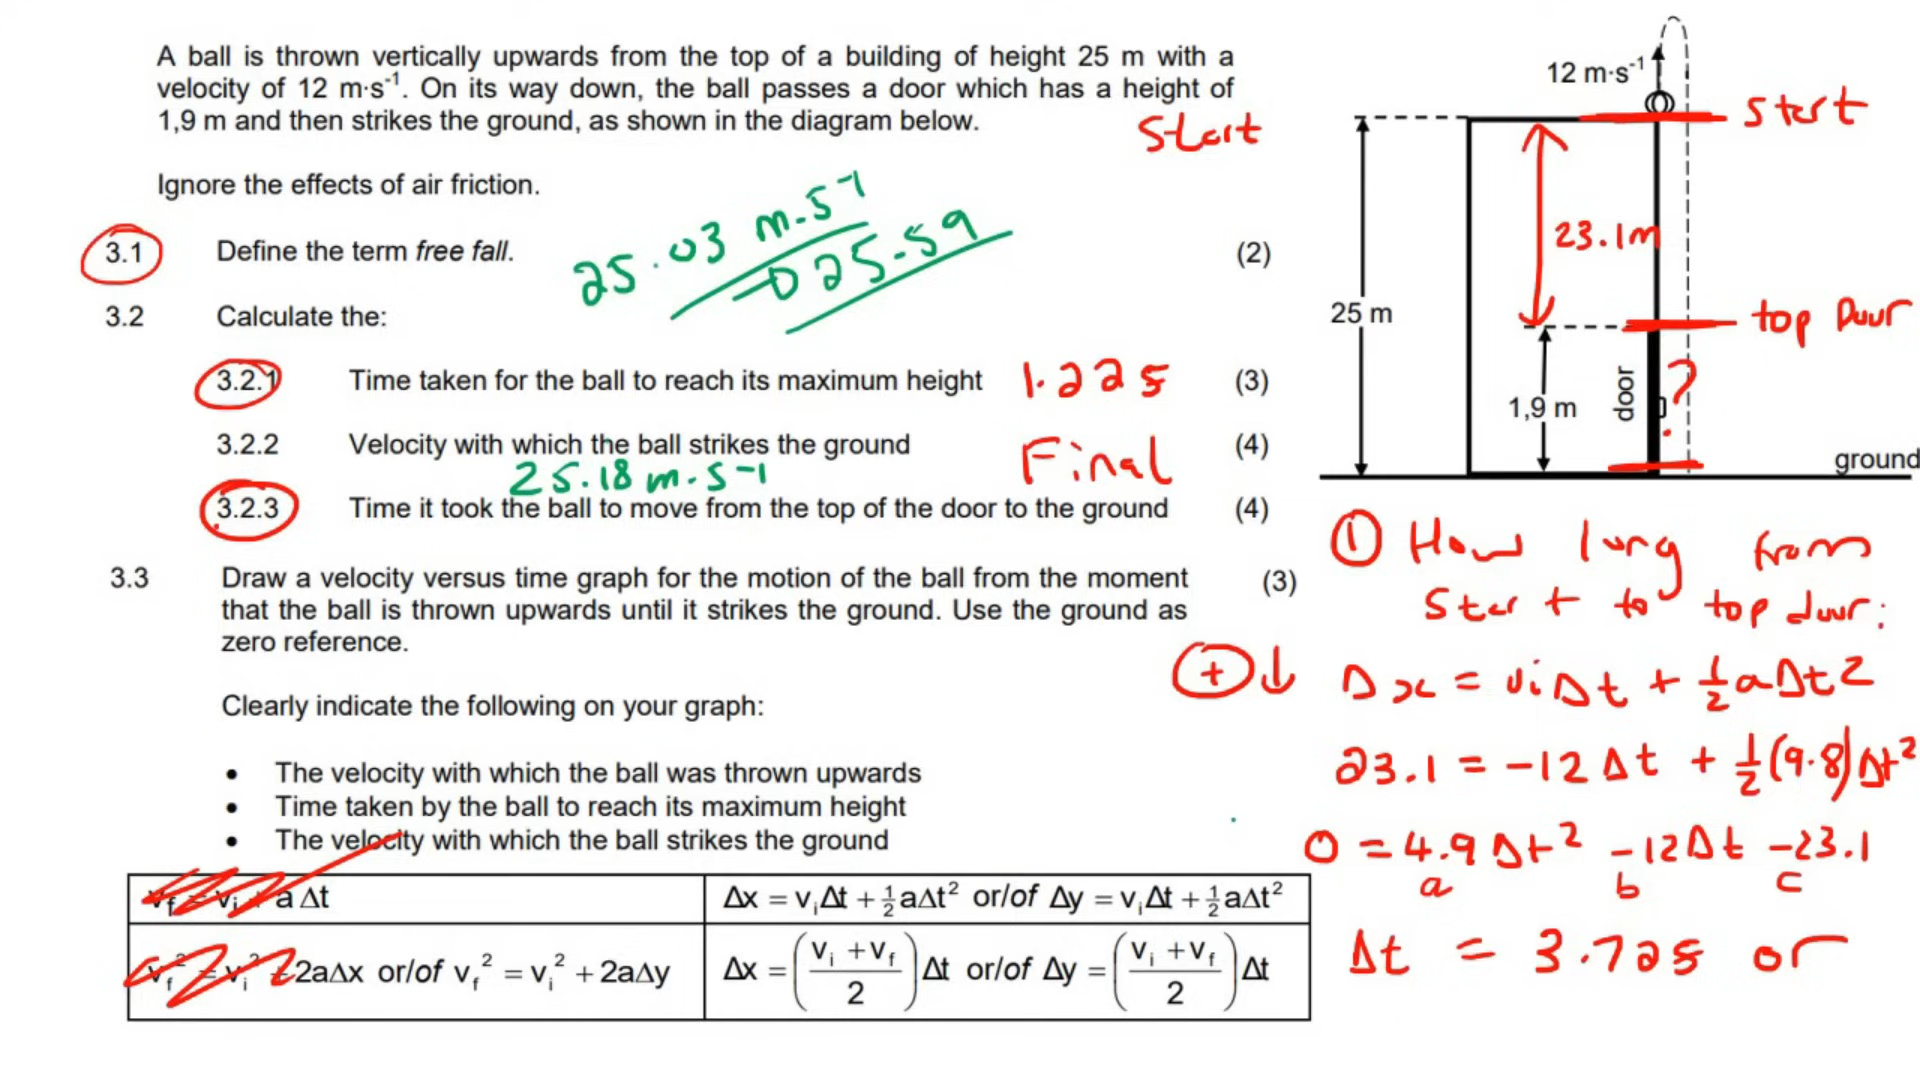 A ball is thrown vertically upwards from the top of a building of height 25 m with a
velocity of 12 m·s⁻¹. On its way down, the ball passes a door which has a height of
1,9 m and then strikes the ground, as shown in the diagram below.
Start
Ignore the effects of air friction.
25.03 m.s⁻¹
25.59
3.1 Define the term free fall. (2)
3.2 Calculate the:
3.2.1 Time taken for the ball to reach its maximum height 1.22s (3)
3.2.2 Velocity with which the ball strikes the ground Final (4)
25.18 m.s⁻¹
3.2.3 Time it took the ball to move from the top of the door to the ground (4)
3.3 Draw a velocity versus time graph for the motion of the ball from the moment (3)
that the ball is thrown upwards until it strikes the ground. Use the ground as
zero reference.
Clearly indicate the following on your graph:
• The velocity with which the ball was thrown upwards
• Time taken by the ball to reach its maximum height
• The velocity with which the ball strikes the ground
v_f = v_i + a Δt
Δx = v_iΔt + ½aΔt² or/of Δy = v_iΔt + ½aΔt²
v_f² = v_i² + 2aΔx or/of v_f² = v_i² + 2aΔy
Δx = ((v_i + v_f)/2) Δt or/of Δy = ((v_i + v_f)/2) Δt
12 m·s⁻¹
Start
23.1m
25 m
top Door
1,9 m
door
?
ground
① How long from
Start to top door:
(+) ↓ Δx = viΔt + ½aΔt2
23.1 = -12Δt + ½(9.8)Δt²
0 = 4.9Δt² -12Δt -23.1
a b c
Δt = 3.72s or